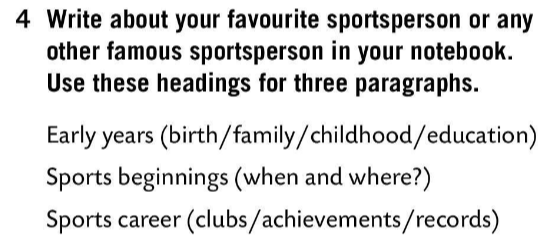 4 Write about your favourite sportsperson or any
other famous sportsperson in your notebook.
Use these headings for three paragraphs.
Early years (birth/family/childhood/education)
Sports beginnings (when and where?)
Sports career (clubs/achievements/records)